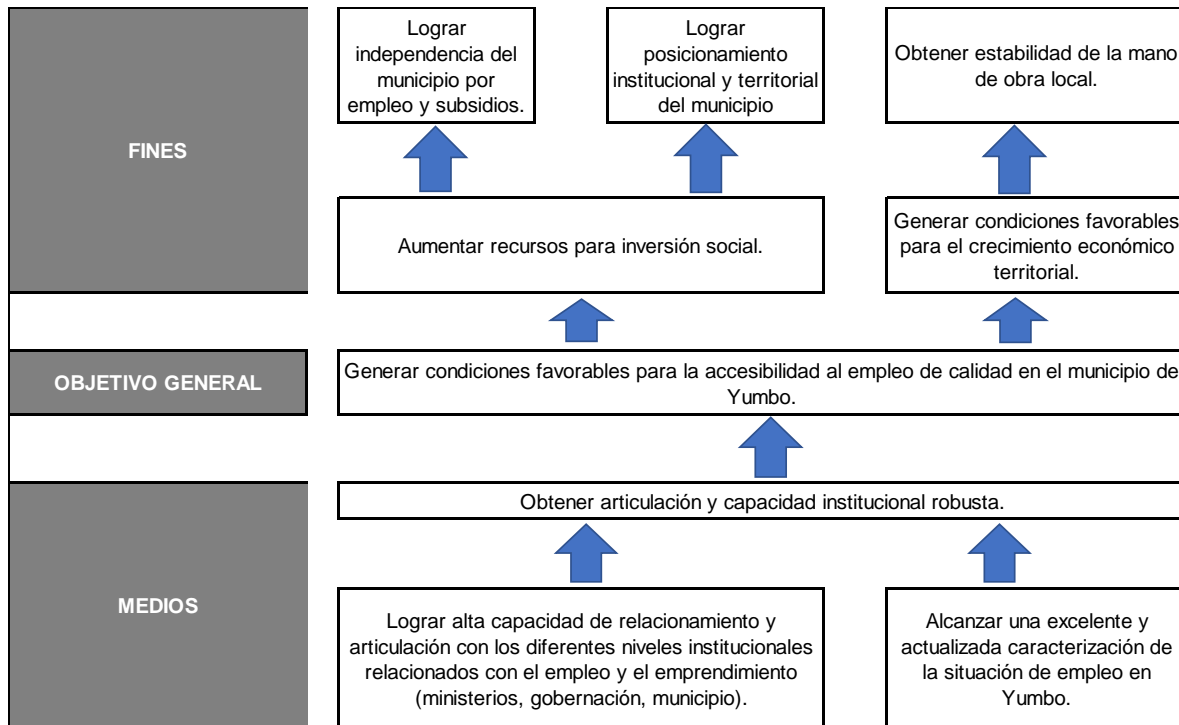 FINES
Lograr
independencia del
municipio por
empleo y subsidios.
Lograr
posicionamiento
institucional y territorial
del municipio
Obtener estabilidad de la mano
de obra local.
Aumentar recursos para inversión social.
Generar condiciones favorables
para el crecimiento económico
territorial.
OBJETIVO GENERAL
Generar condiciones favorables para la accesibilidad al empleo de calidad en el municipio de
Yumbo.
MEDIOS
Obtener articulación y capacidad institucional robusta.
Lograr alta capacidad de relacionamiento y
articulación con los diferentes niveles institucionales
relacionados con el empleo y el emprendimiento
(ministerios, gobernación, municipio).
Alcanzar una excelente y
actualizada caracterización de
la situación de empleo en
Yumbo.